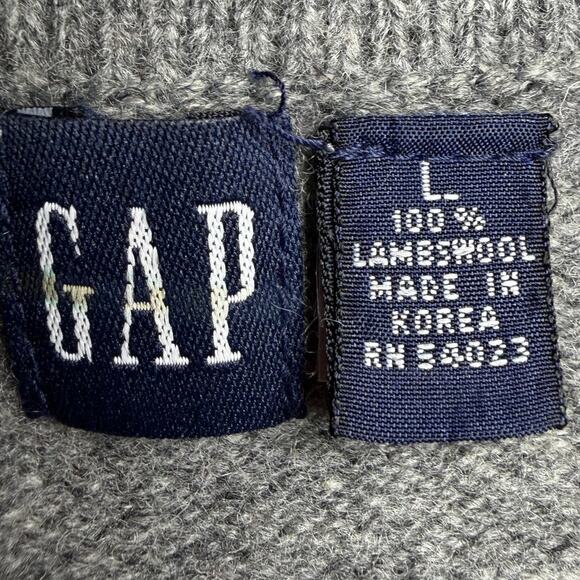 GAP
L
100%
LAMBSWOOL
MADE IN
KOREA
RN 54023